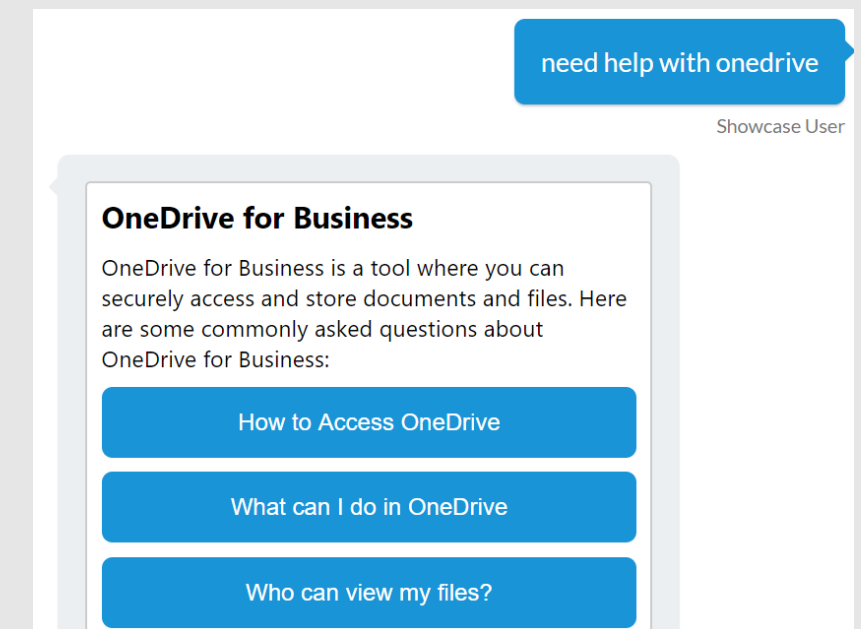 need help with onedrive
Showcase User
OneDrive for Business
OneDrive for Business is a tool where you can
securely access and store documents and files. Here
are some commonly asked questions about
OneDrive for Business:
How to Access OneDrive
What can I do in OneDrive
Who can view my files?